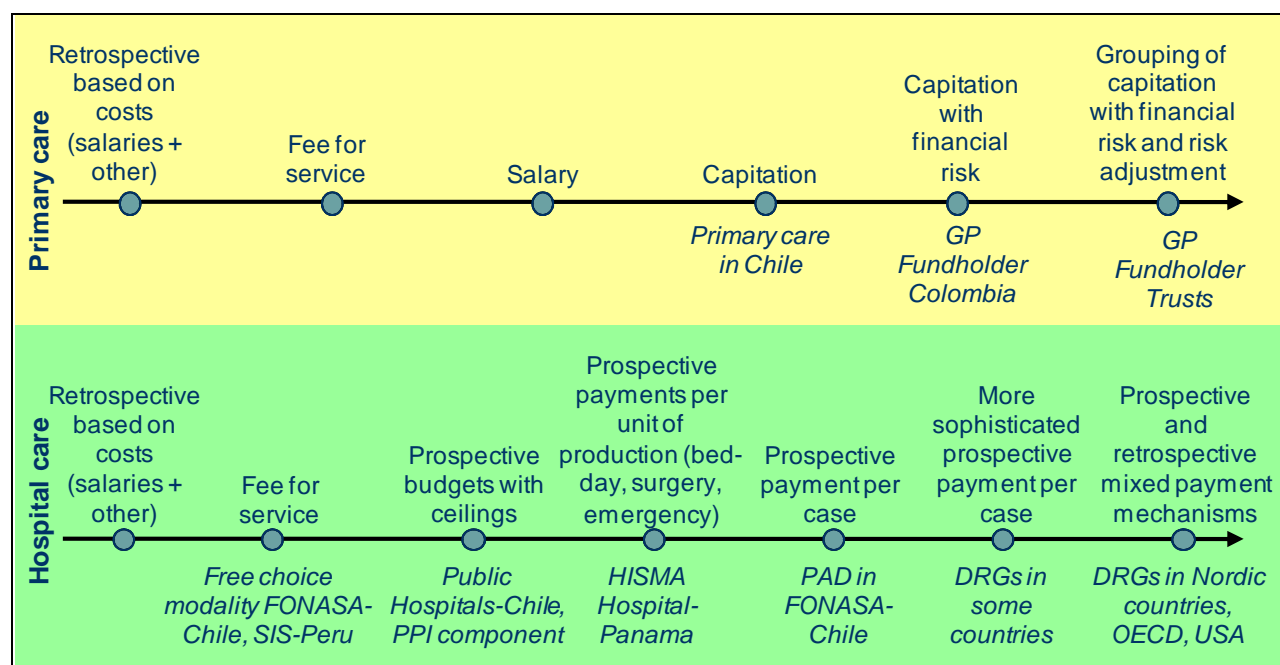 Primary care
Retrospective
based on
costs
(salaries +
other)
Fee for
service
Salary
Capitation
Primary care
in Chile
Capitation
with
financial
risk
GP
Fundholder
Colombia
Grouping of
capitation
with financial
risk and risk
adjustment
GP
Fundholder
Trusts
Hospital care
Retrospective
based on
costs
(salaries +
other)
Fee for
service
Free choice
modality FONASA-
Chile, SIS-Peru
Prospective
budgets with
ceilings
Public
Hospitals-Chile,
PPI component
Prospective
payments per
unit of
production (bed-
day, surgery,
emergency)
HISMA
Hospital-
Panama
Prospective
payment per
case
PAD in
FONASA-
Chile
More
sophisticated
prospective
payment per
case
DRGs in
some
countries
Prospective
and
retrospective
mixed payment
mechanisms
DRGs in Nordic
countries,
OECD, USA